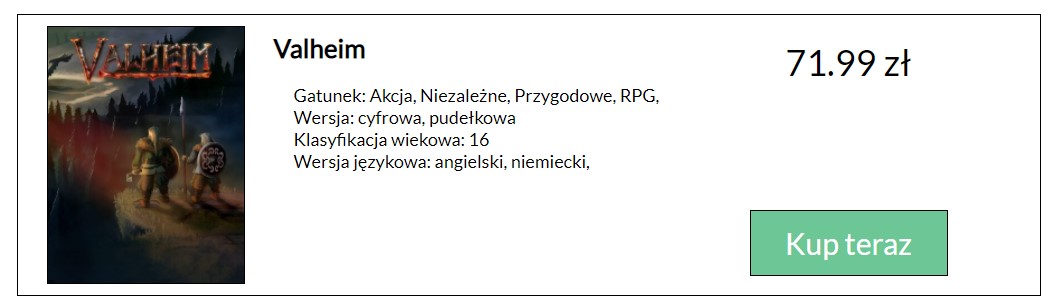 VALHEIM
Valheim
71.99 zł
Gatunek: Akcja, Niezależne, Przygodowe, RPG,
Wersja: cyfrowa, pudełkowa
Klasyfikacja wiekowa: 16
Wersja językowa: angielski, niemiecki,
Kup teraz